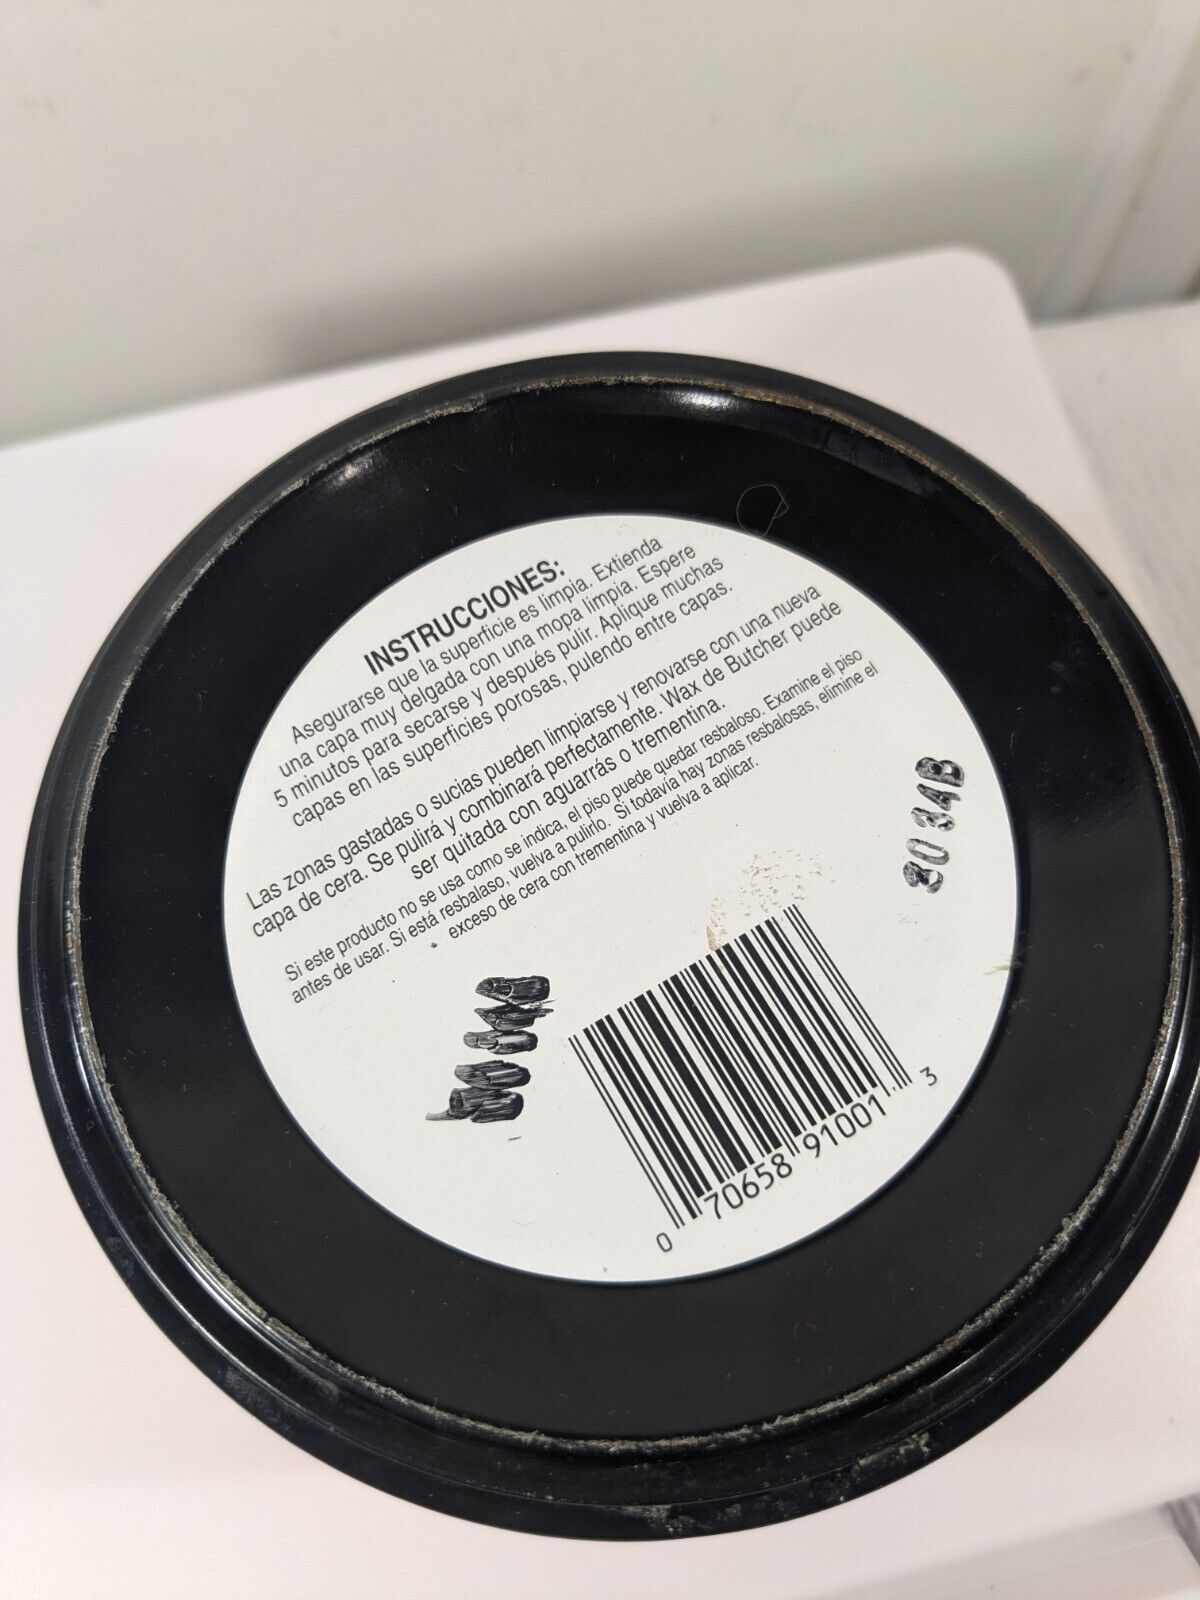 INSTRUCCIONES:
Asegurarse que la superficie es limpia. Extienda
una capa muy delgada con una mopa limpia. Espere
5 minutos para secarse y después pulir. Aplique muchas
capas en las superficies porosas, pulendo entre capas.
Las zonas gastadas o sucias pueden limpiarse y renovarse con una nueva
capa de cera. Se pulirá y combinará perfectamente. Wax de Butcher puede
ser quitada con aguarrás o trementina.
Si este producto no se usa como se indica, el piso puede quedar resbaloso. Examine el piso
antes de usar. Si está resbalaso, vuelva a pulirlo. Si todavia hay zonas resbalosas, elimine el
exceso de cera con trementina y vuelva a aplicar.
0 70658 91001 3